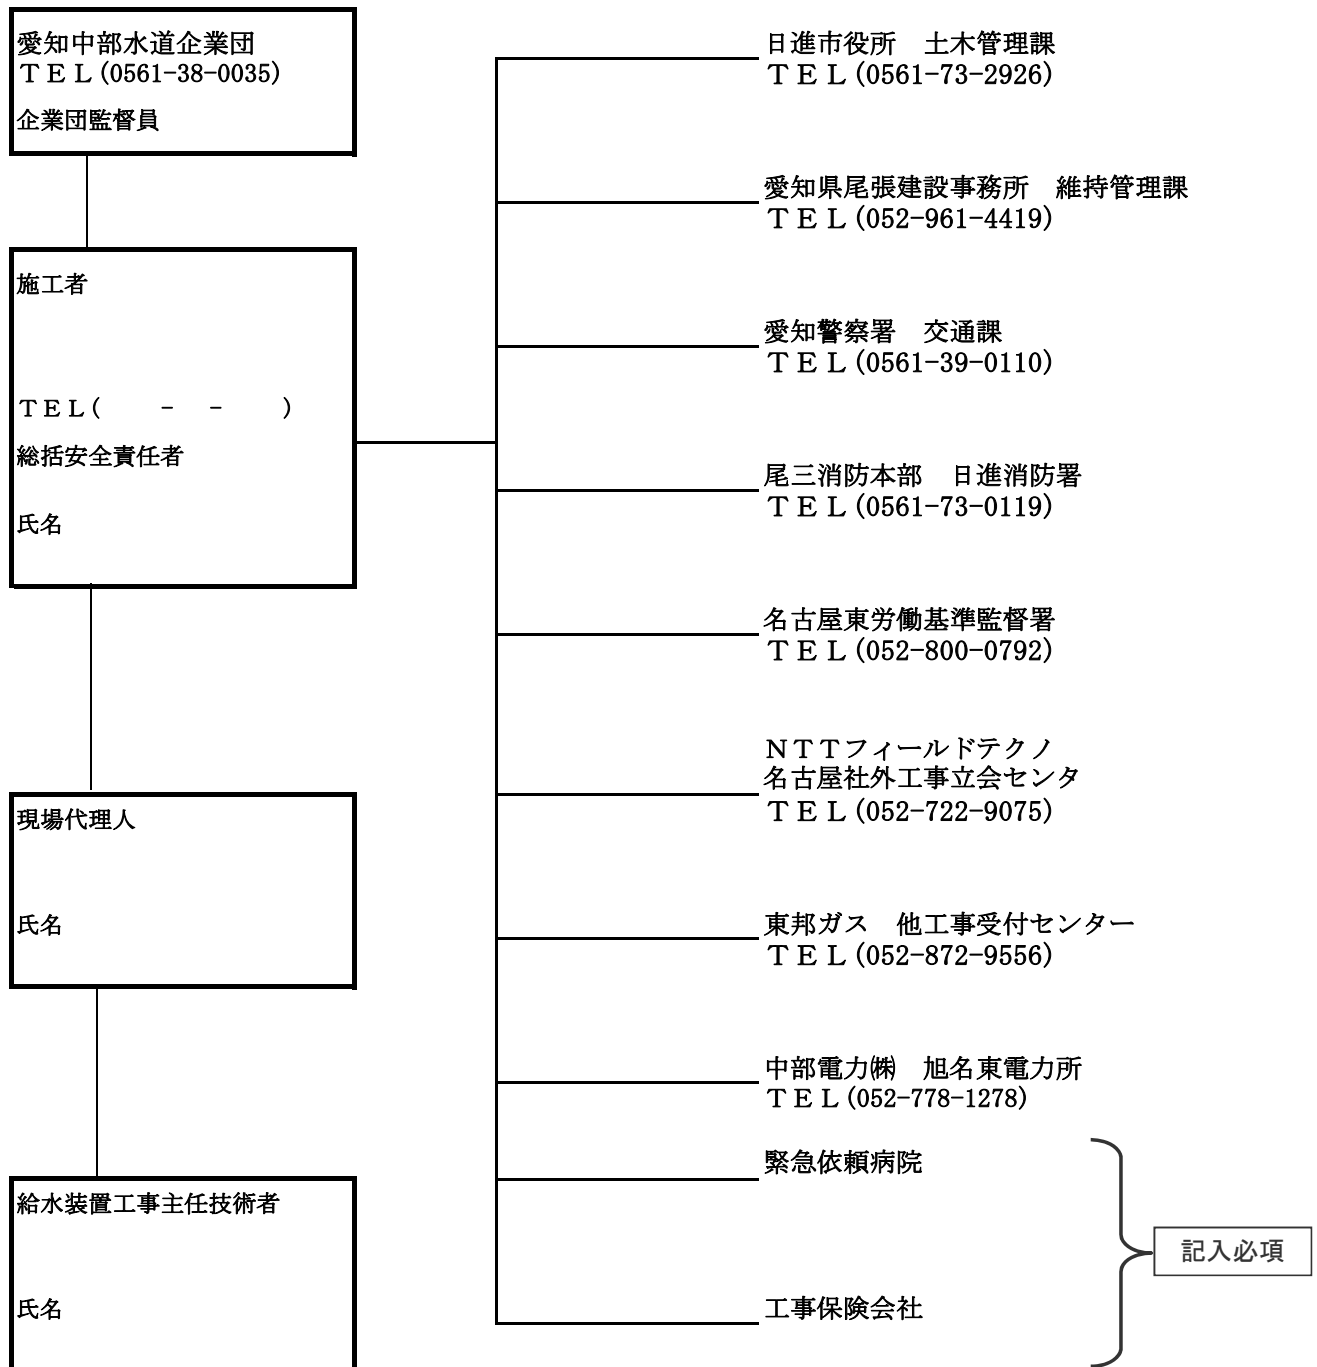 愛知中部水道企業団
ＴＥＬ(0561-38-0035)
企業団監督員
施工者
ＴＥＬ(　　-　-　　)
総括安全責任者
氏名
現場代理人
氏名
給水装置工事主任技術者
氏名
日進市役所　土木管理課
ＴＥＬ(0561-73-2926)
愛知県尾張建設事務所　維持管理課
ＴＥＬ(052-961-4419)
愛知警察署　交通課
ＴＥＬ(0561-39-0110)
尾三消防本部　日進消防署
ＴＥＬ(0561-73-0119)
名古屋東労働基準監督署
ＴＥＬ(052-800-0792)
ＮＴＴフィールドテクノ
名古屋社外工事立会センタ
ＴＥＬ(052-722-9075)
東邦ガス　他工事受付センター
ＴＥＬ(052-872-9556)
中部電力㈱　旭名東電力所
ＴＥＬ(052-778-1278)
緊急依頼病院
工事保険会社
記入必項